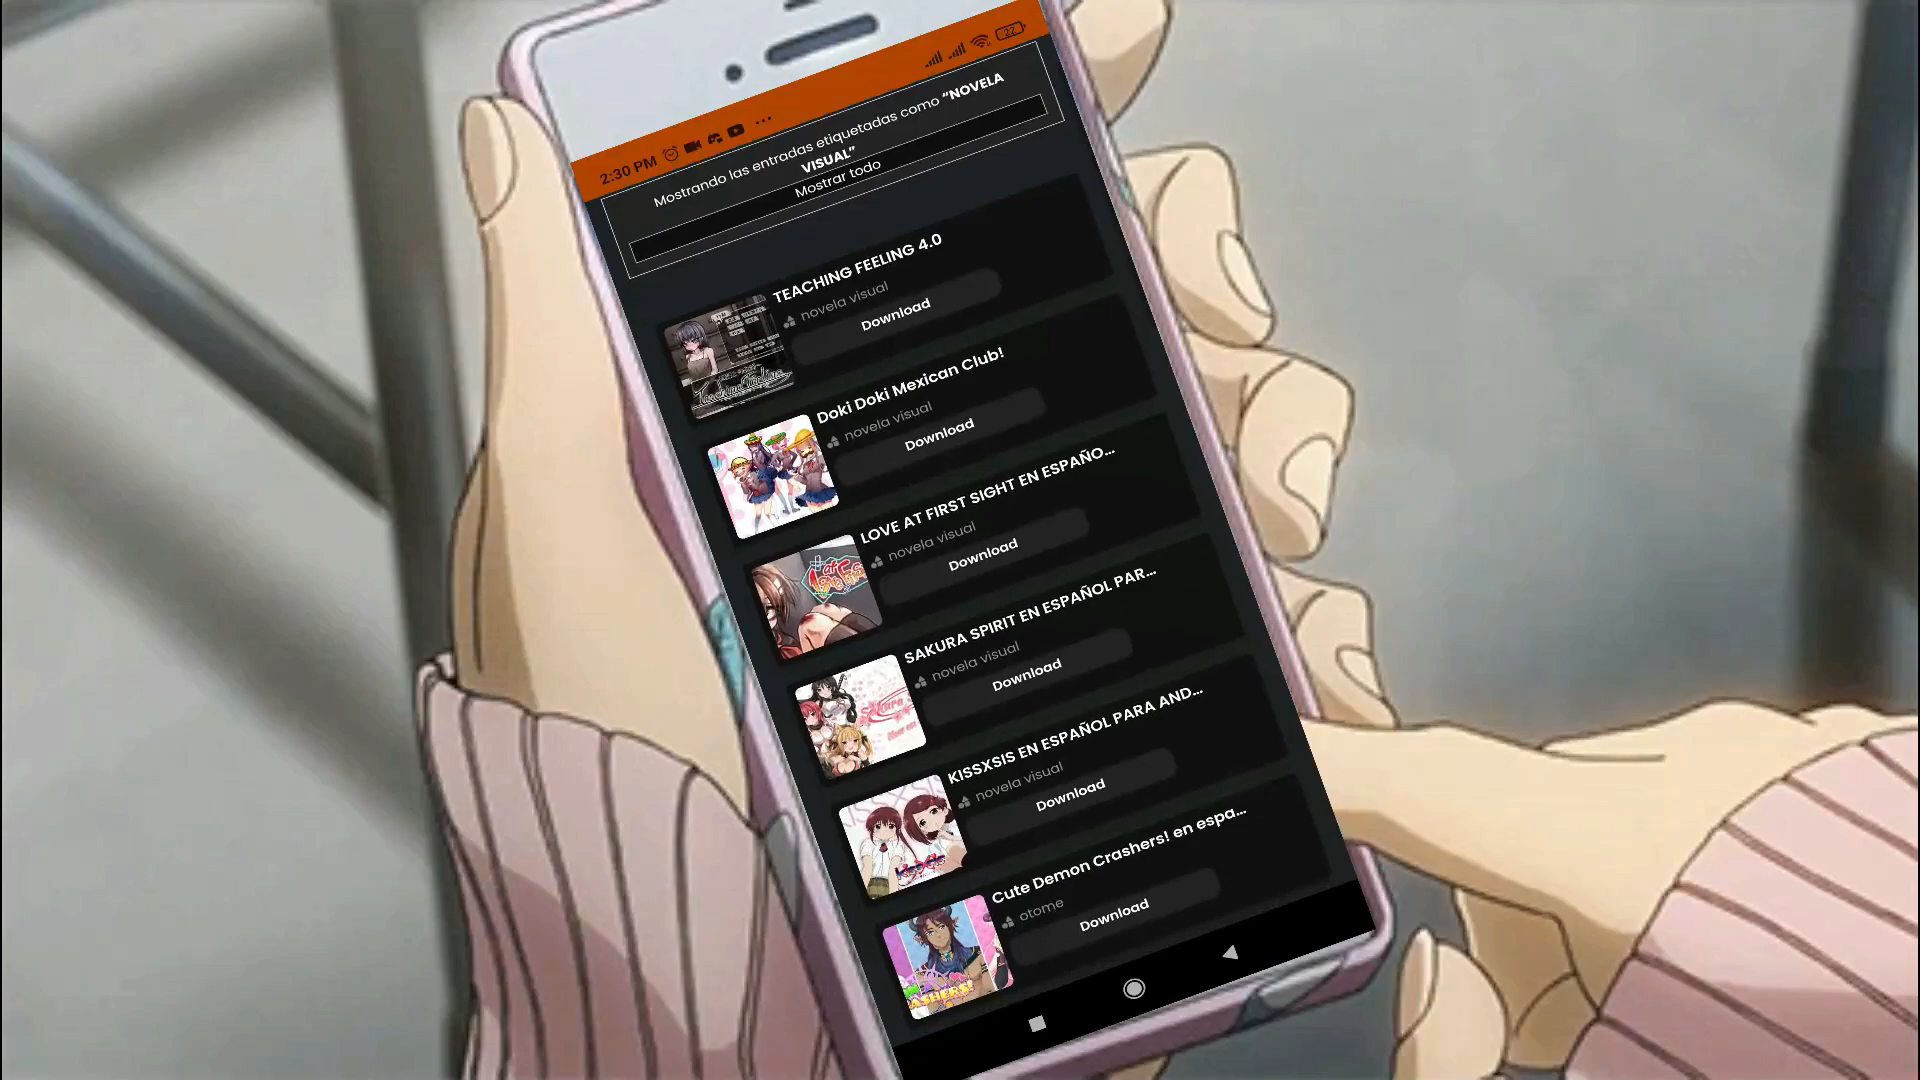 2:30 PM
22
Mostrando las entradas etiquetadas como “NOVELA
VISUAL”
Mostrar todo
TEACHING FEELING 4.0
novela visual
Download
Doki Doki Mexican Club!
novela visual
Download
LOVE AT FIRST SIGHT EN ESPAÑO...
novela visual
Download
SAKURA SPIRIT EN ESPAÑOL PAR...
novela visual
Download
KISSXSIS EN ESPAÑOL PARA AND...
novela visual
Download
Cute Demon Crashers! en espa...
otome
Download